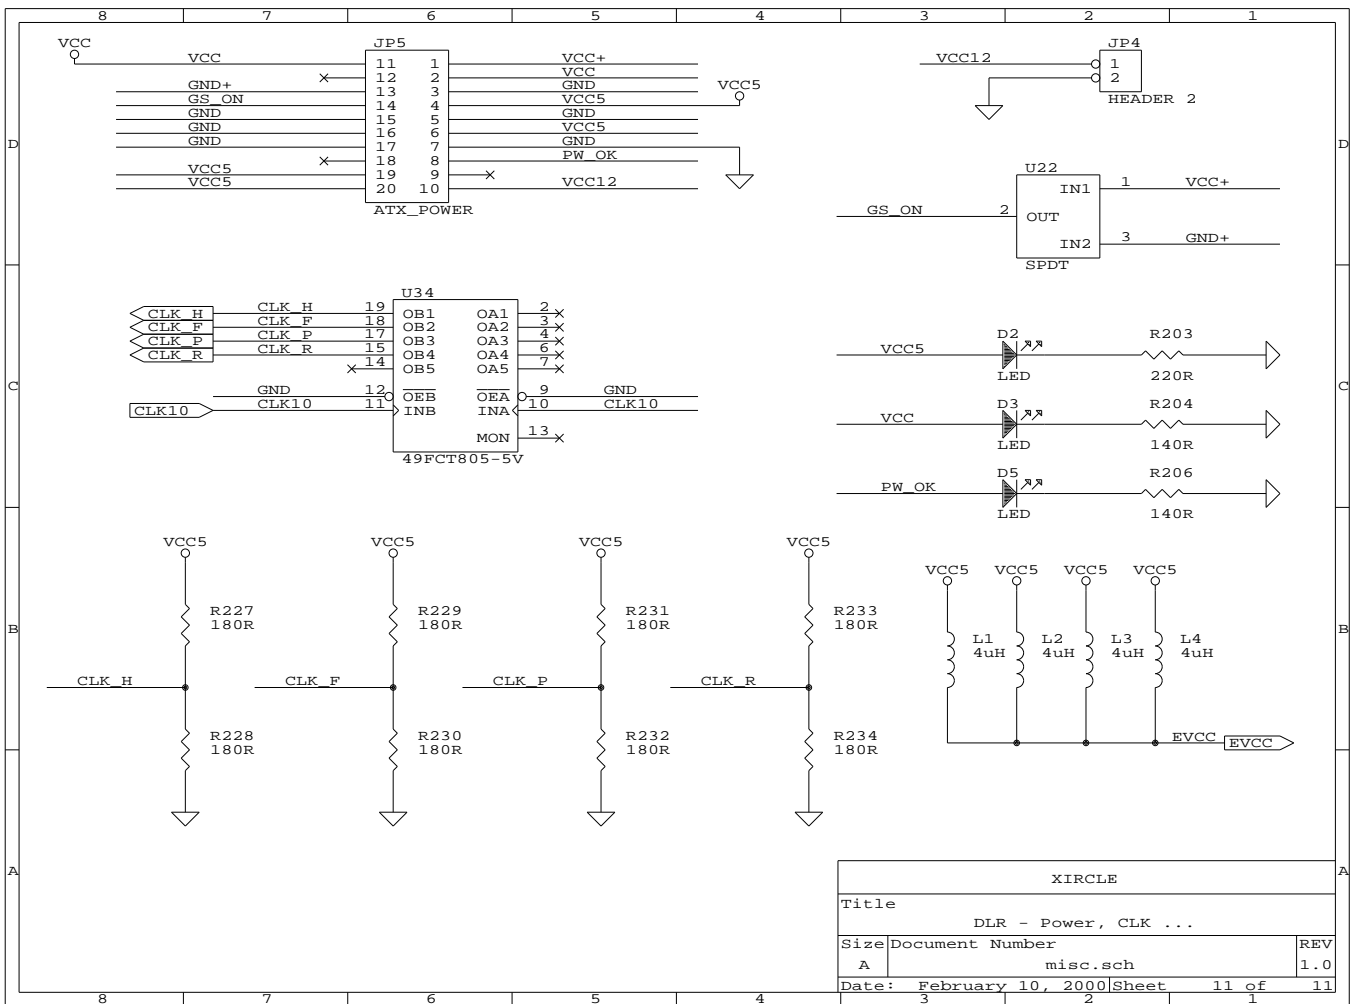 8 7 6 5 4 3 2 1
D D
C C
B B
A A
VCC
JP5
ATX_POWER
VCC 11 1 VCC+
12 2 VCC
GND+ 13 3 GND
GS_ON 14 4 VCC5
VCC5
GND 15 5 GND
GND 16 6 VCC5
GND 17 7 GND
18 8 PW_OK
VCC5 19 9
VCC5 20 10 VCC12
JP4
VCC12 1
2
HEADER 2
U22
IN1 1 VCC+
GS_ON 2 OUT
IN2 3 GND+
SPDT
U34
CLK_H CLK_H 19 OB1 OA1 2
CLK_F CLK_F 18 OB2 OA2 3
CLK_P CLK_P 17 OB3 OA3 4
CLK_R CLK_R 15 OB4 OA4 6
14 OB5 OA5 7
GND 12 OEB OEA 9 GND
CLK10 CLK10 11 INB INA 10 CLK10
MON 13
49FCT805-5V
VCC5 D2 LED R203 220R
VCC D3 LED R204 140R
PW_OK D5 LED R206 140R
VCC5 VCC5 VCC5 VCC5
R227 180R R229 180R R231 180R R233 180R
CLK_H CLK_F CLK_P CLK_R
R228 180R R230 180R R232 180R R234 180R
VCC5 VCC5 VCC5 VCC5
L1 4uH L2 4uH L3 4uH L4 4uH
EVCC EVCC
XIRCLE
Title
DLR - Power, CLK ...
Size Document Number REV
A misc.sch 1.0
Date: February 10, 2000 Sheet 11 of 11
8 7 6 5 4 3 2 1